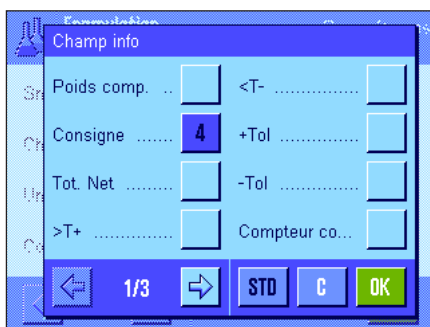 Formulation
Champ info
Poids comp. ..
<T- ...............
Consigne ....... 4
+Tol ...............
Tot. Net .........
-Tol ...............
>T+ ...............
Compteur co...
1/3 STD C OK